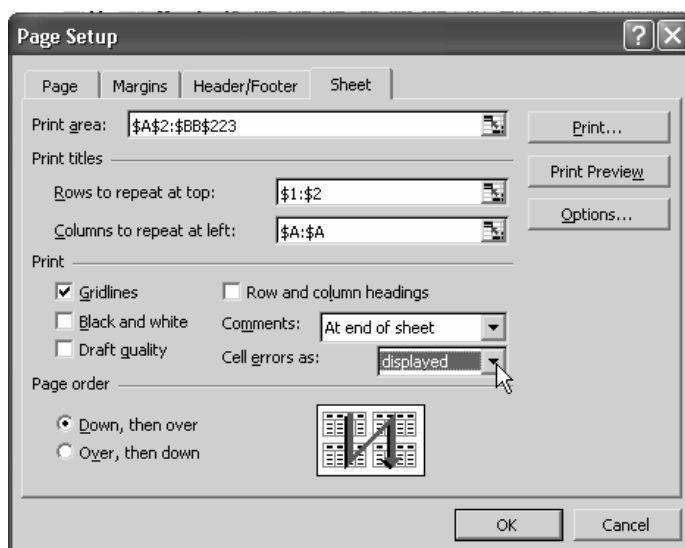 Page Setup
Page Margins Header/Footer Sheet
Print area: $A$2:$BB$223
Print...
Print titles
Print Preview
Rows to repeat at top: $1:$2
Options...
Columns to repeat at left: $A:$A
Print
Gridlines Row and column headings
Black and white Comments: At end of sheet
Draft quality Cell errors as: displayed
Page order
Down, then over
Over, then down
OK Cancel